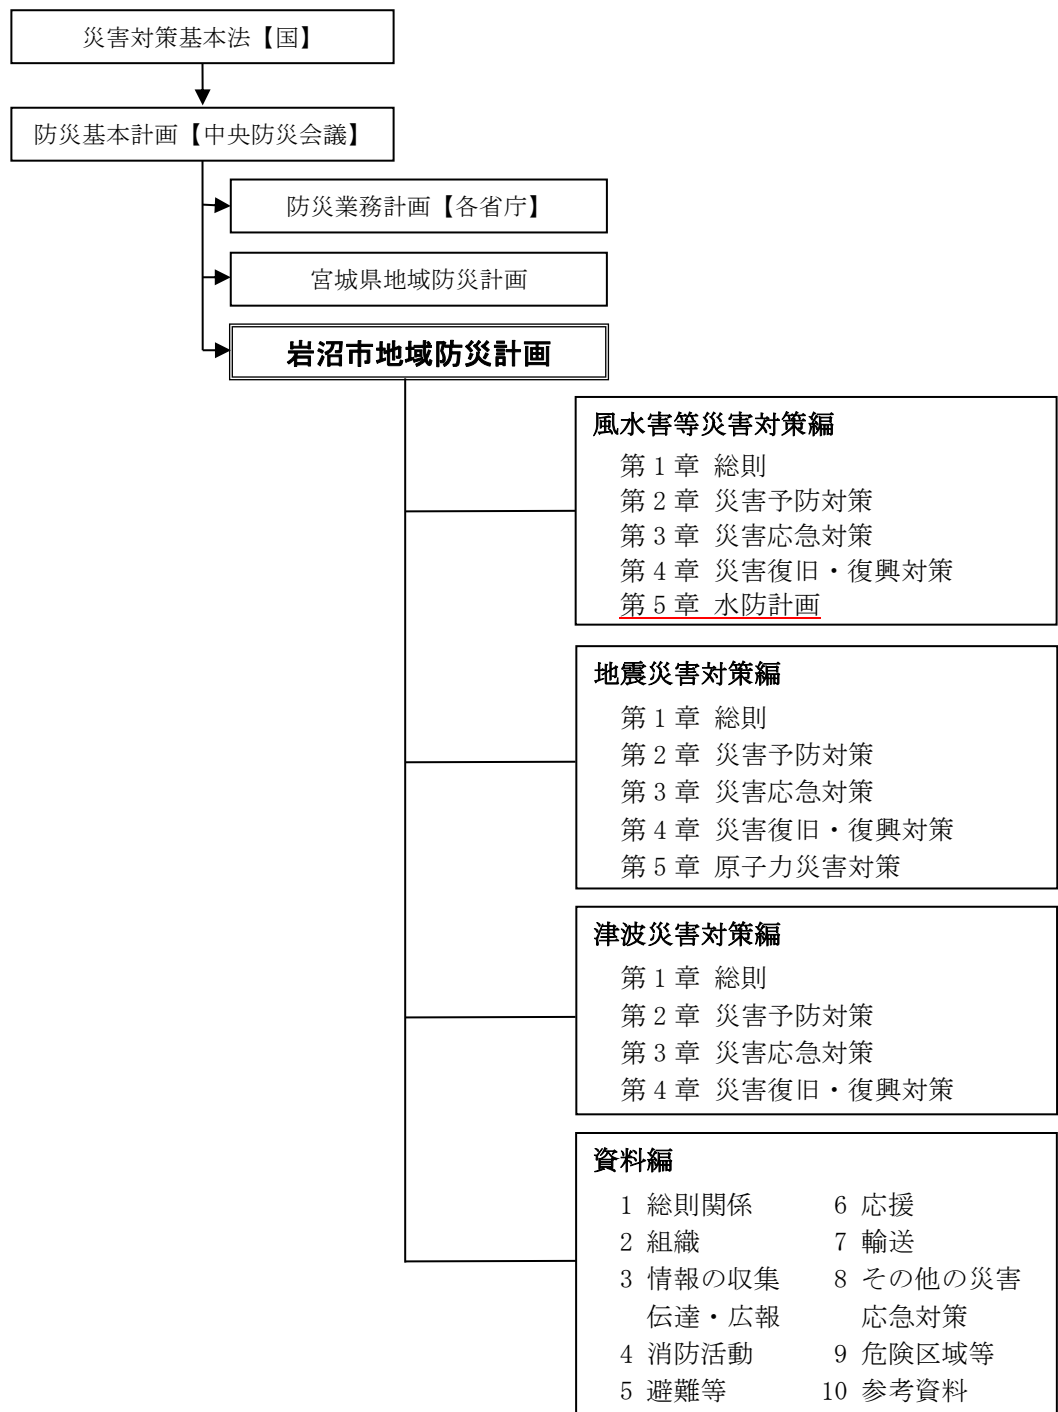 災害対策基本法【国】
防災基本計画【中央防災会議】
防災業務計画【各省庁】
宮城県地域防災計画
岩沼市地域防災計画
風水害等災害対策編
第1章 総則
第2章 災害予防対策
第3章 災害応急対策
第4章 災害復旧・復興対策
第5章 水防計画
地震災害対策編
第1章 総則
第2章 災害予防対策
第3章 災害応急対策
第4章 災害復旧・復興対策
第5章 原子力災害対策
津波災害対策編
第1章 総則
第2章 災害予防対策
第3章 災害応急対策
第4章 災害復旧・復興対策
資料編
1 総則関係
2 組織
3 情報の収集
伝達・広報
4 消防活動
5 避難等
6 応援
7 輸送
8 その他の災害
応急対策
9 危険区域等
10 参考資料